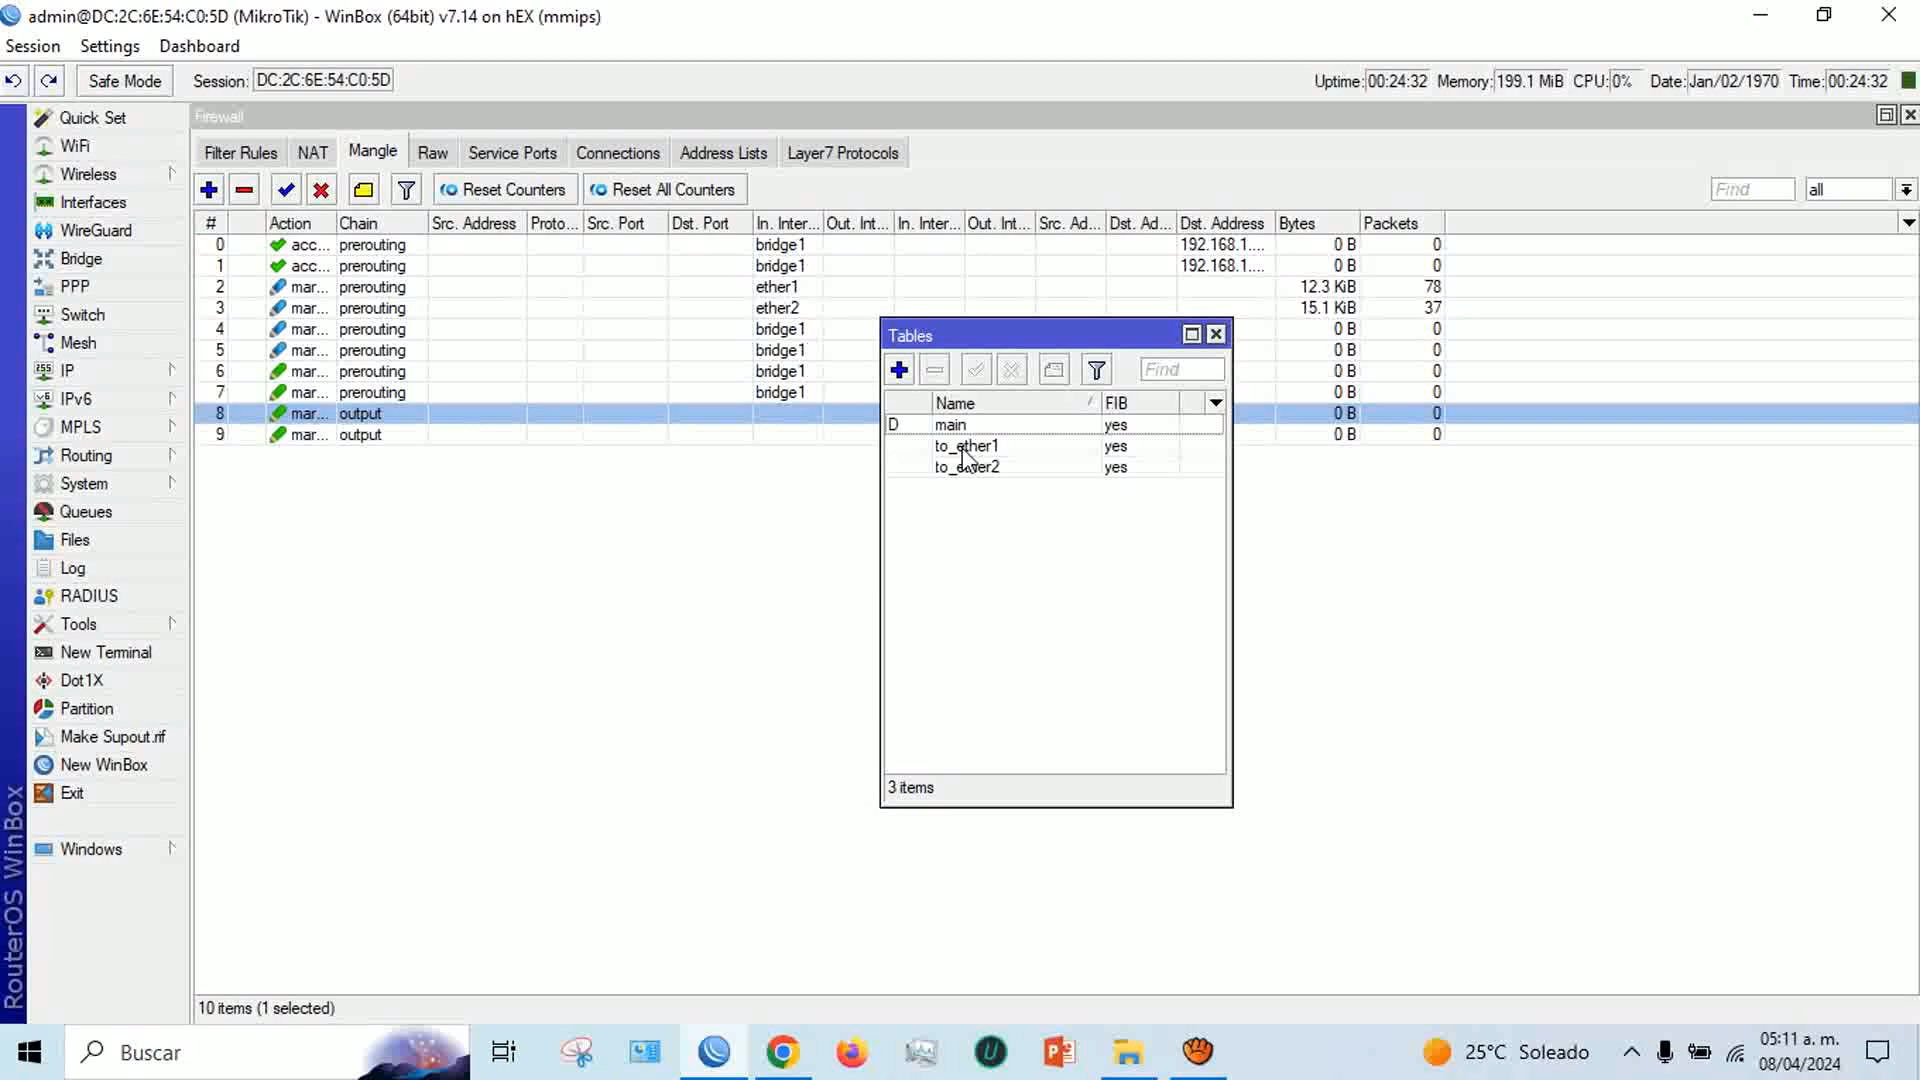 admin@DC:2C:6E:54:C0:5D (MikroTik) - WinBox (64bit) v7.14 on hEX (mmips)
Session Settings Dashboard
Safe Mode Session: DC:2C:6E:54:C0:5D Uptime: 00:24:32 Memory: 199.1 MiB CPU: 0% Date: Jan/02/1970 Time: 00:24:32
Quick Set
WiFi
Wireless
Interfaces
WireGuard
Bridge
PPP
Switch
Mesh
IP
IPv6
MPLS
Routing
System
Queues
Files
Log
RADIUS
Tools
New Terminal
Dot1X
Partition
Make Supout.rif
New WinBox
Exit
Windows
RouterOS WinBox
Firewall
Filter Rules NAT Mangle Raw Service Ports Connections Address Lists Layer7 Protocols
Reset Counters Reset All Counters Find all
# Action Chain Src. Address Proto... Src. Port Dst. Port In. Inter... Out. Int... In. Inter... Out. Int... Src. Ad... Dst. Ad... Dst. Address Bytes Packets
0 acc... prerouting bridge1 192.168.1.... 0 B 0
1 acc... prerouting bridge1 192.168.1.... 0 B 0
2 mar... prerouting ether1 12.3 KiB 78
3 mar... prerouting ether2 15.1 KiB 37
4 mar... prerouting bridge1 0 B 0
5 mar... prerouting bridge1 0 B 0
6 mar... prerouting bridge1 0 B 0
7 mar... prerouting bridge1 0 B 0
8 mar... output 0 B 0
9 mar... output 0 B 0
Tables
Find
Name FIB
D main yes
to_ether1 yes
to_ether2 yes
3 items
10 items (1 selected)
Buscar
25°C Soleado
05:11 a. m.
08/04/2024